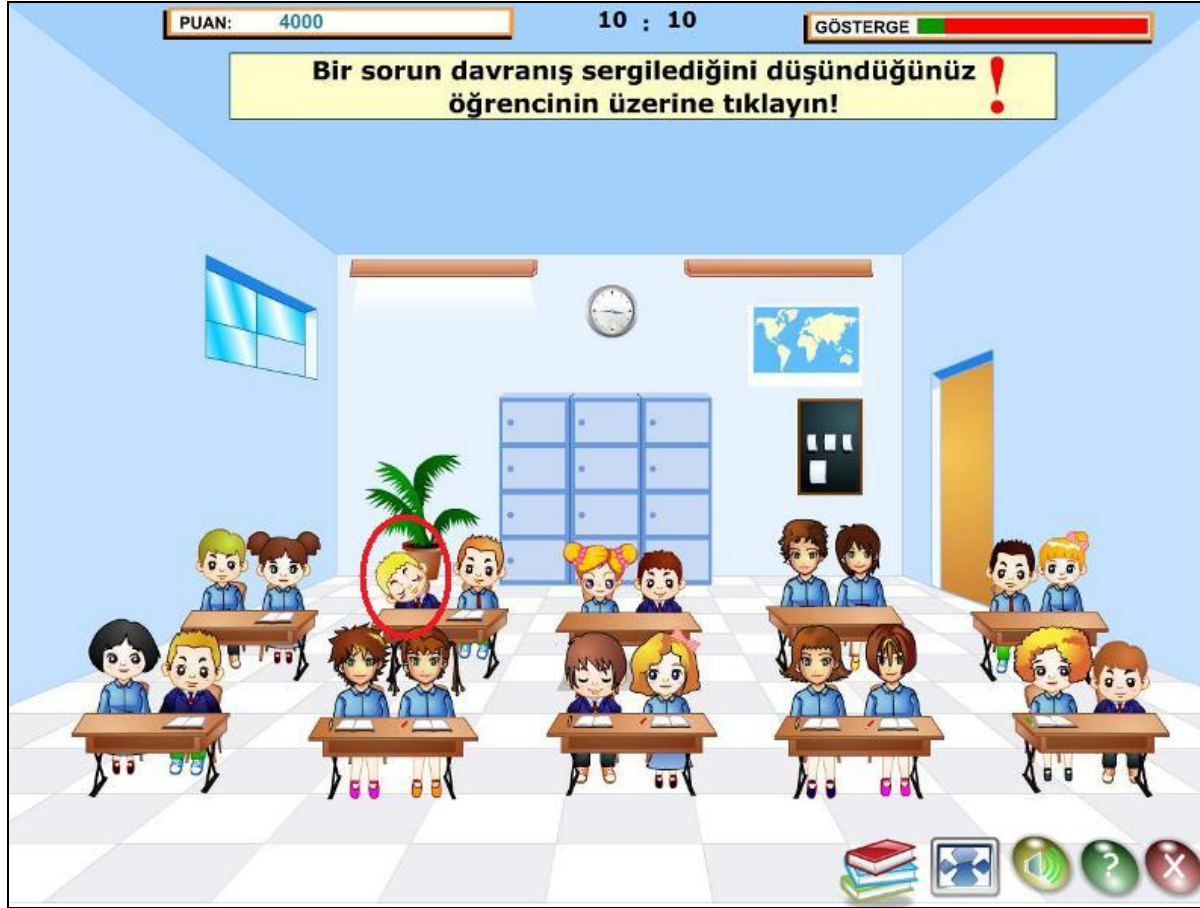 PUAN: 4000
10 : 10
GÖSTERGE
Bir sorun davranış sergilediğini düşündüğünüz
öğrencinin üzerine tıklayın!
!
?
X